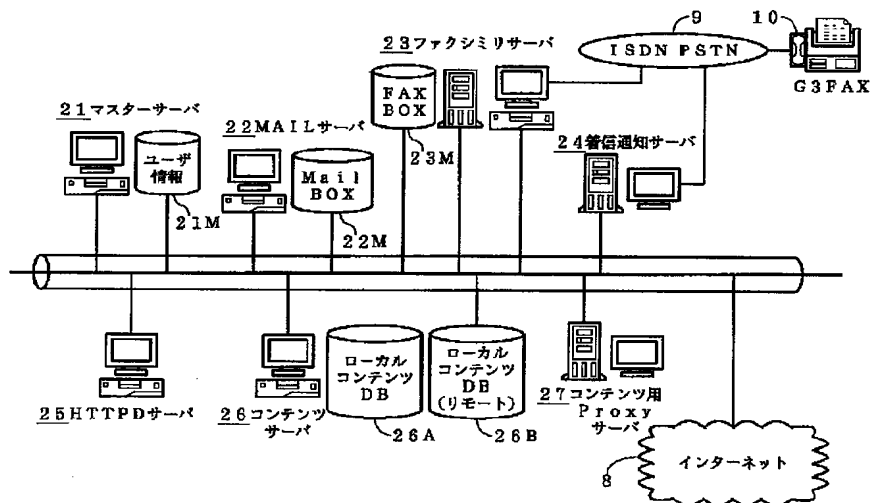 9
10
ISDN PSTN
G3FAX
23ファクシミリサーバ
FAX
BOX
23M
21マスターサーバ
ユーザ
情報
21M
22MAILサーバ
Mail
BOX
22M
24着信通知サーバ
25HTTPDサーバ
26コンテンツ
サーバ
ローカル
コンテンツ
DB
26A
ローカル
コンテンツ
DB
(リモート)
26B
27コンテンツ用
Proxy
サーバ
インターネット
8